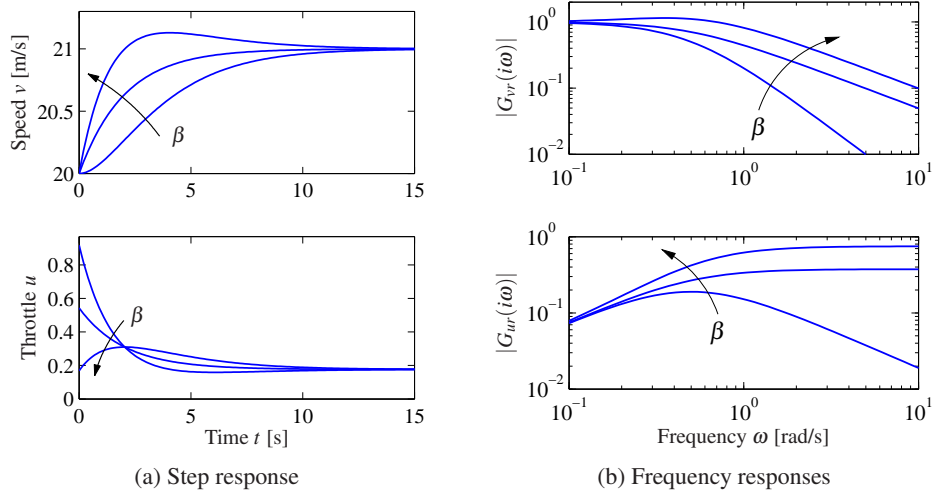 Speed v [m/s]
21
20.5
20
0
5
10
15
β
Throttle u
0.8
0.6
0.4
0.2
0
0
5
10
15
β
Time t [s]
(a) Step response
|G_vr(iω)|
10^0
10^-1
10^-2
10^-1
10^0
10^1
β
|G_ur(iω)|
10^0
10^-1
10^-2
10^-1
10^0
10^1
β
Frequency ω [rad/s]
(b) Frequency responses